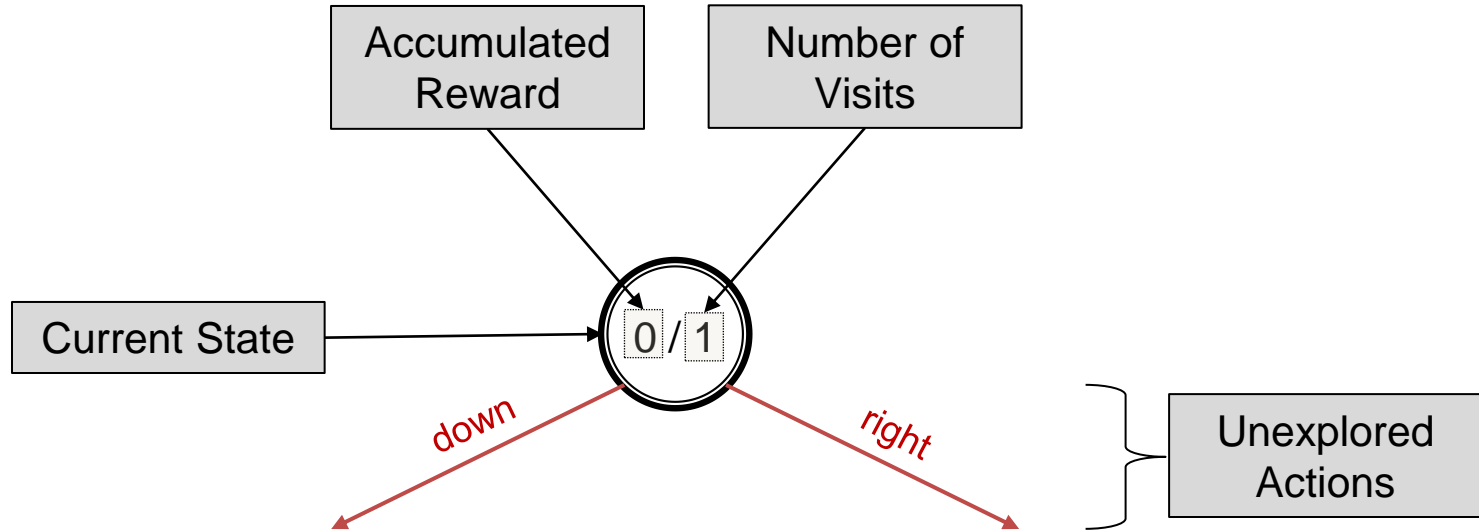 Accumulated
Reward
Number of
Visits
Current State
0 / 1
down
right
Unexplored
Actions